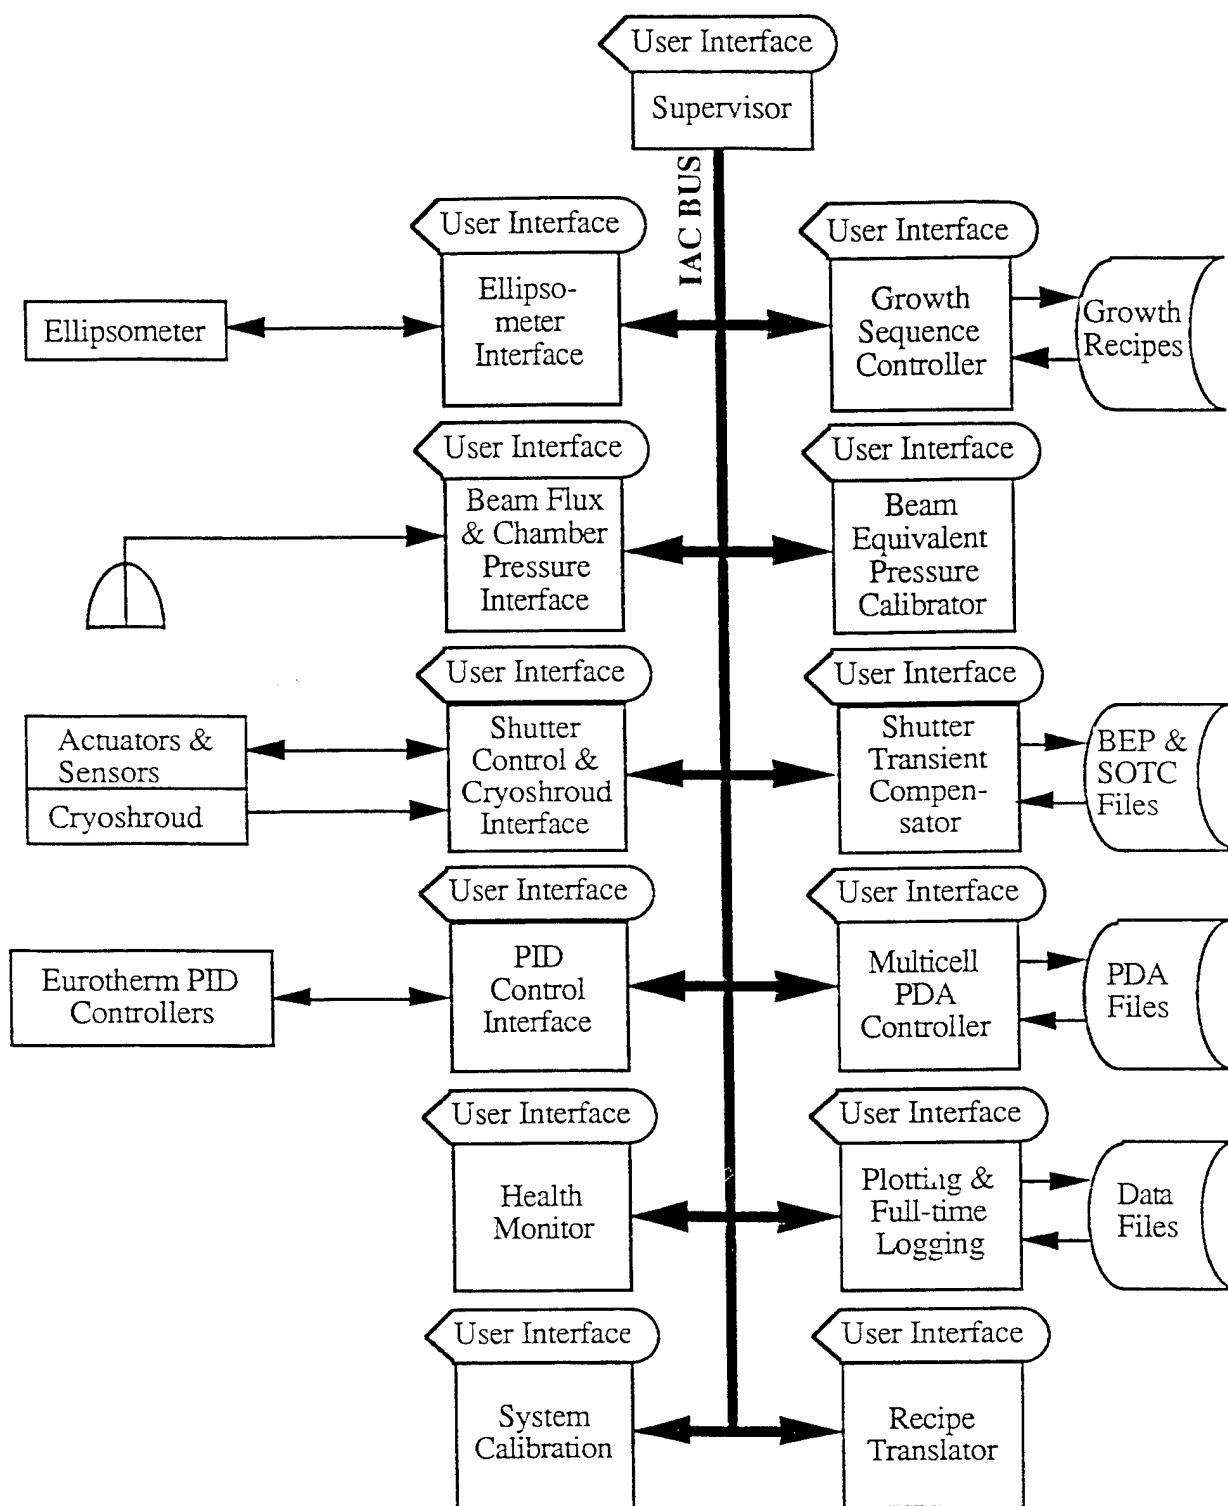 User Interface
Supervisor
IAC BUS
User Interface
Ellipso-
meter
Interface
Ellipsometer
User Interface
Growth
Sequence
Controller
Growth
Recipes
User Interface
Beam Flux
& Chamber
Pressure
Interface
User Interface
Beam
Equivalent
Pressure
Calibrator
User Interface
Shutter
Control &
Cryoshroud
Interface
Actuators &
Sensors
Cryoshroud
User Interface
Shutter
Transient
Compen-
sator
BEP &
SOTC
Files
User Interface
PID
Control
Interface
Eurotherm PID
Controllers
User Interface
Multicell
PDA
Controller
PDA
Files
User Interface
Health
Monitor
User Interface
Plotting &
Full-time
Logging
Data
Files
User Interface
System
Calibration
User Interface
Recipe
Translator